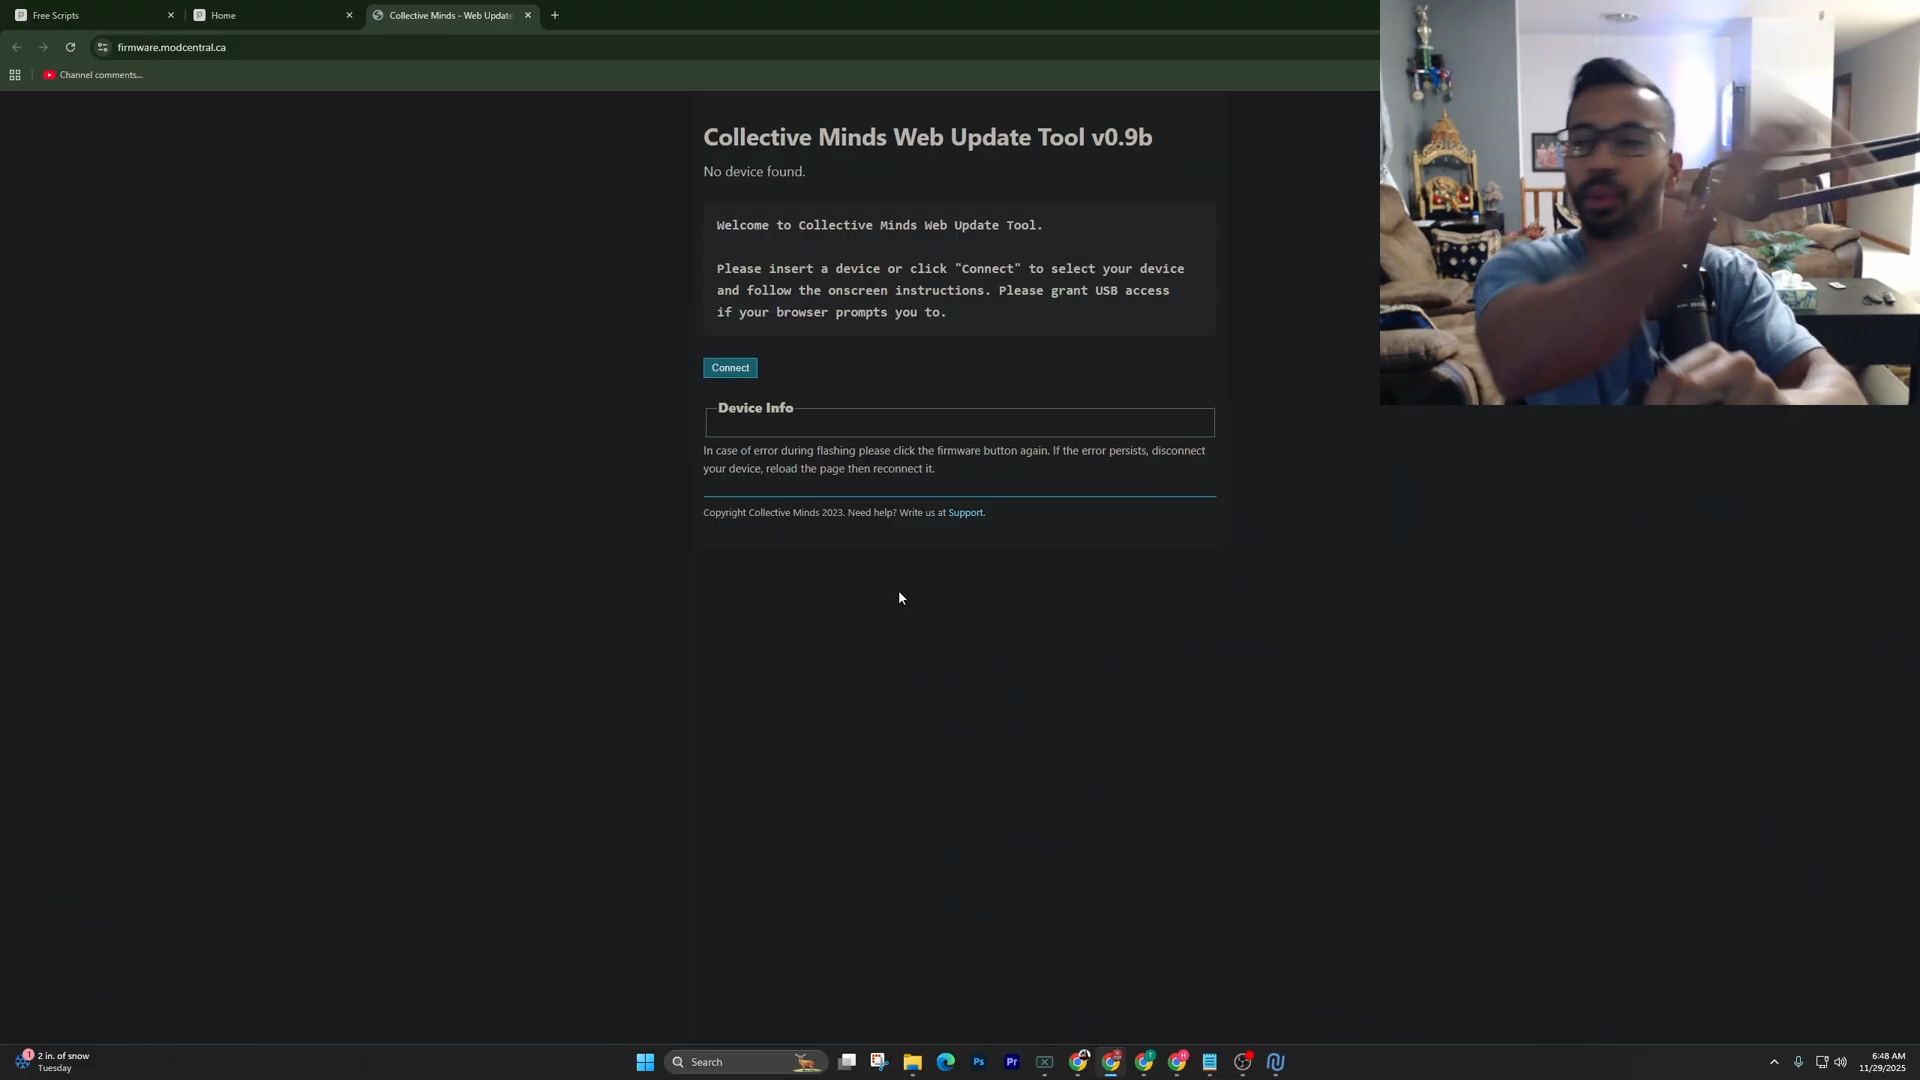 Free Scripts
Home
Collective Minds - Web Update
firmware.modcentral.ca
Channel comments...
Collective Minds Web Update Tool v0.9b
No device found.
Welcome to Collective Minds Web Update Tool.
Please insert a device or click "Connect" to select your device
and follow the onscreen instructions. Please grant USB access
if your browser prompts you to.
Connect
Device Info
In case of error during flashing please click the firmware button again. If the error persists, disconnect
your device, reload the page then reconnect it.
Copyright Collective Minds 2023. Need help? Write us at Support.
1
2 in. of snow
Tuesday
Search
Ps
Pr
6:48 AM
11/29/2025